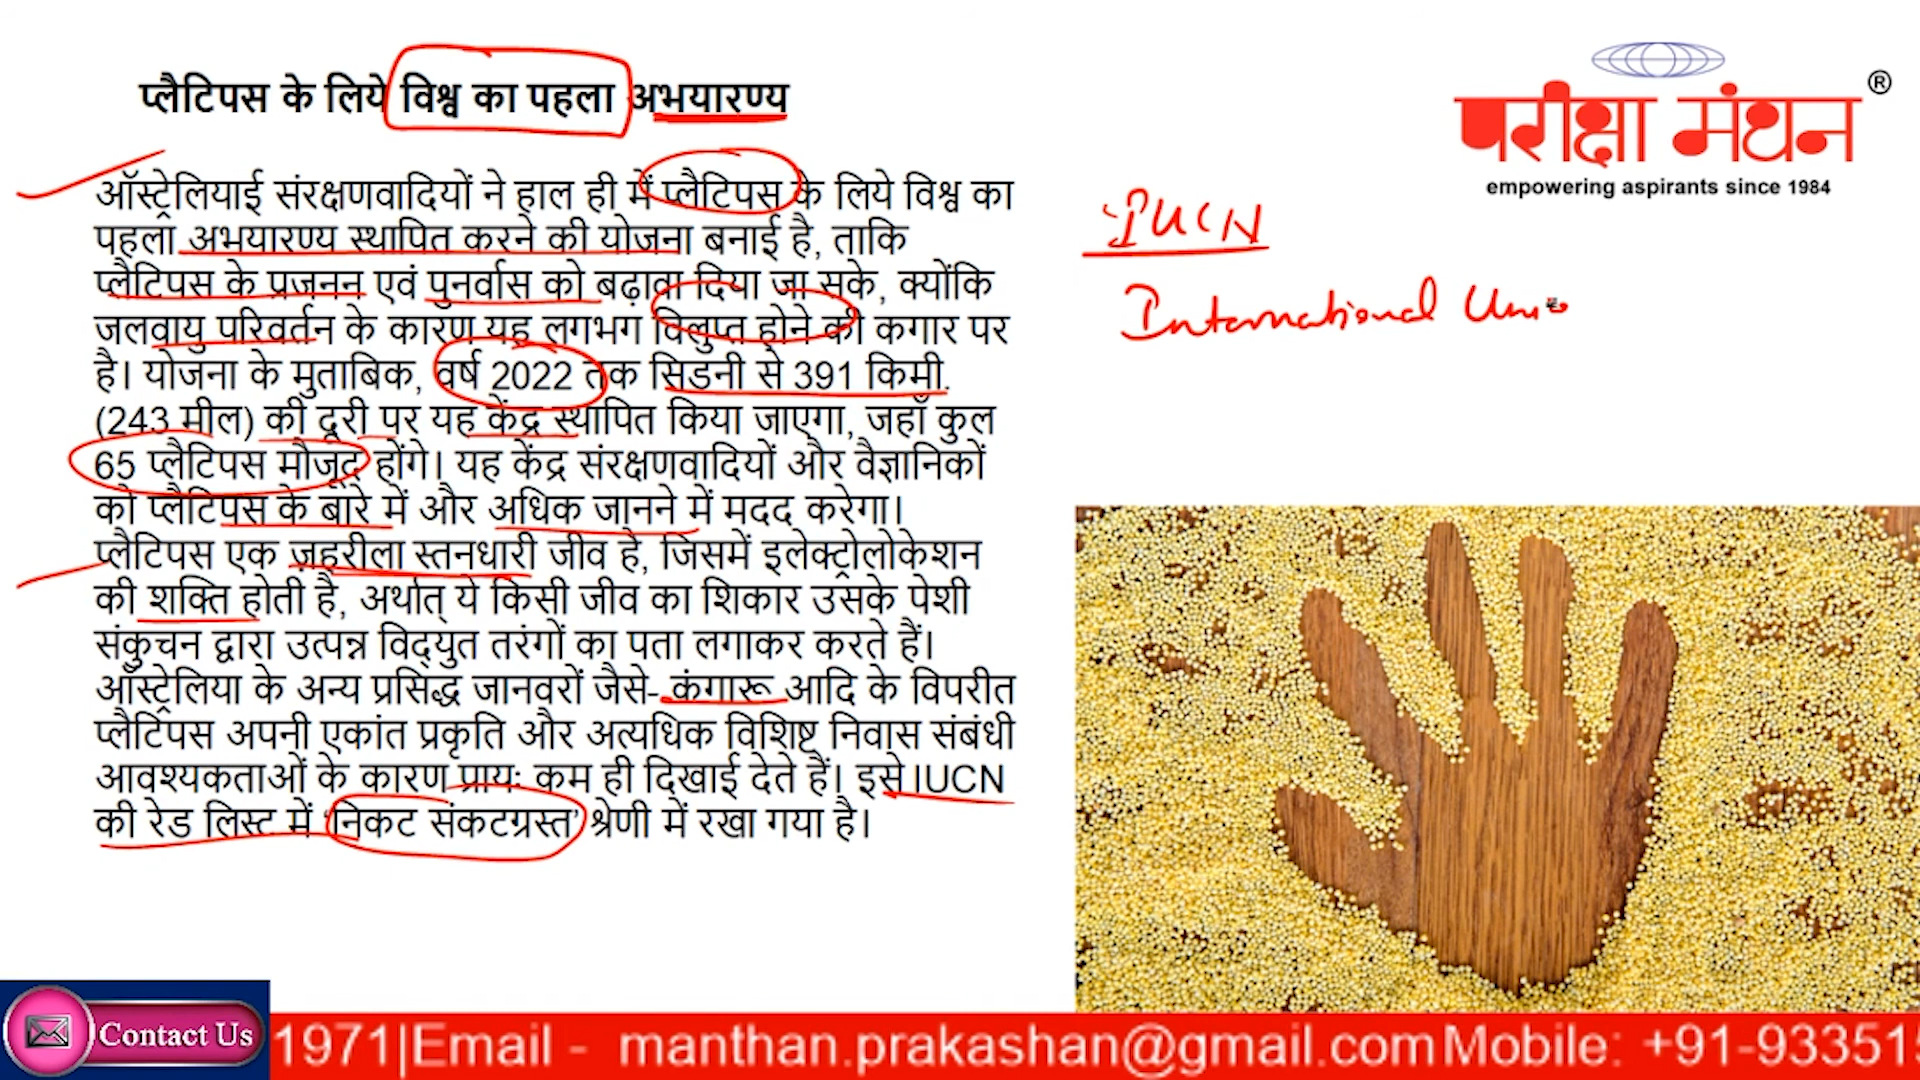 प्लैटिपस के लिये विश्व का पहला अभयारण्य
ऑस्ट्रेलियाई संरक्षणवादियों ने हाल ही में प्लैटिपस के लिये विश्व का
पहला अभयारण्य स्थापित करने की योजना बनाई है, ताकि
प्लैटिपस के प्रजनन एवं पुनर्वास को बढ़ावा दिया जा सके, क्योंकि
जलवायु परिवर्तन के कारण यह लगभग विलुप्त होने की कगार पर
है। योजना के मुताबिक, वर्ष 2022 तक सिडनी से 391 किमी.
(243 मील) की दूरी पर यह केंद्र स्थापित किया जाएगा, जहाँ कुल
65 प्लैटिपस मौजूद होंगे। यह केंद्र संरक्षणवादियों और वैज्ञानिकों
को प्लैटिपस के बारे में और अधिक जानने में मदद करेगा।
प्लैटिपस एक ज़हरीला स्तनधारी जीव है, जिसमें इलेक्ट्रोलोकेशन
की शक्ति होती है, अर्थात् ये किसी जीव का शिकार उसके पेशी
संकुचन द्वारा उत्पन्न विद्युत तरंगों का पता लगाकर करते हैं।
ऑस्ट्रेलिया के अन्य प्रसिद्ध जानवरों जैसे- कंगारू आदि के विपरीत
प्लैटिपस अपनी एकांत प्रकृति और अत्यधिक विशिष्ट निवास संबंधी
आवश्यकताओं के कारण प्रायः कम ही दिखाई देते हैं। इसे IUCN
की रेड लिस्ट में 'निकट संकटग्रस्त' श्रेणी में रखा गया है।
परीक्षा मंथन ®
empowering aspirants since 1984
IUCN
International Unio
Contact Us
1971|Email - manthan.prakashan@gmail.com Mobile: +91-933515